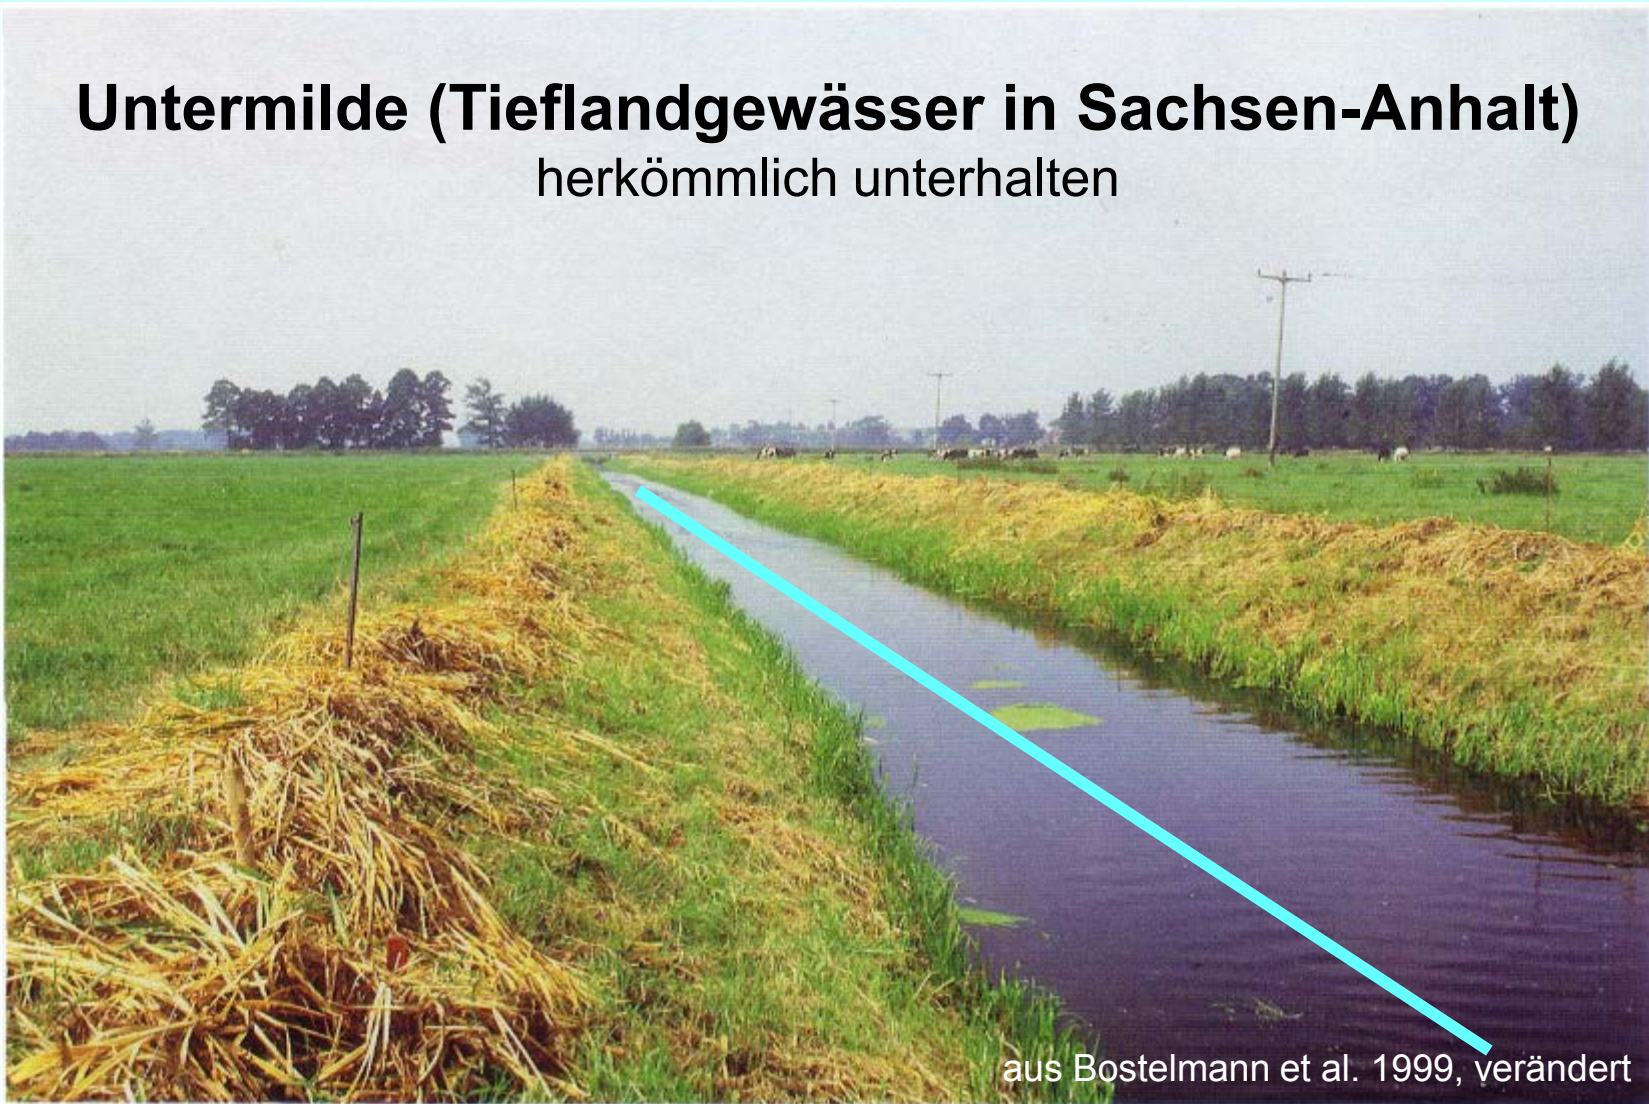 Untermilde (Tieflandgewässer in Sachsen-Anhalt)
herkömmlich unterhalten
aus Bostelmann et al. 1999, verändert